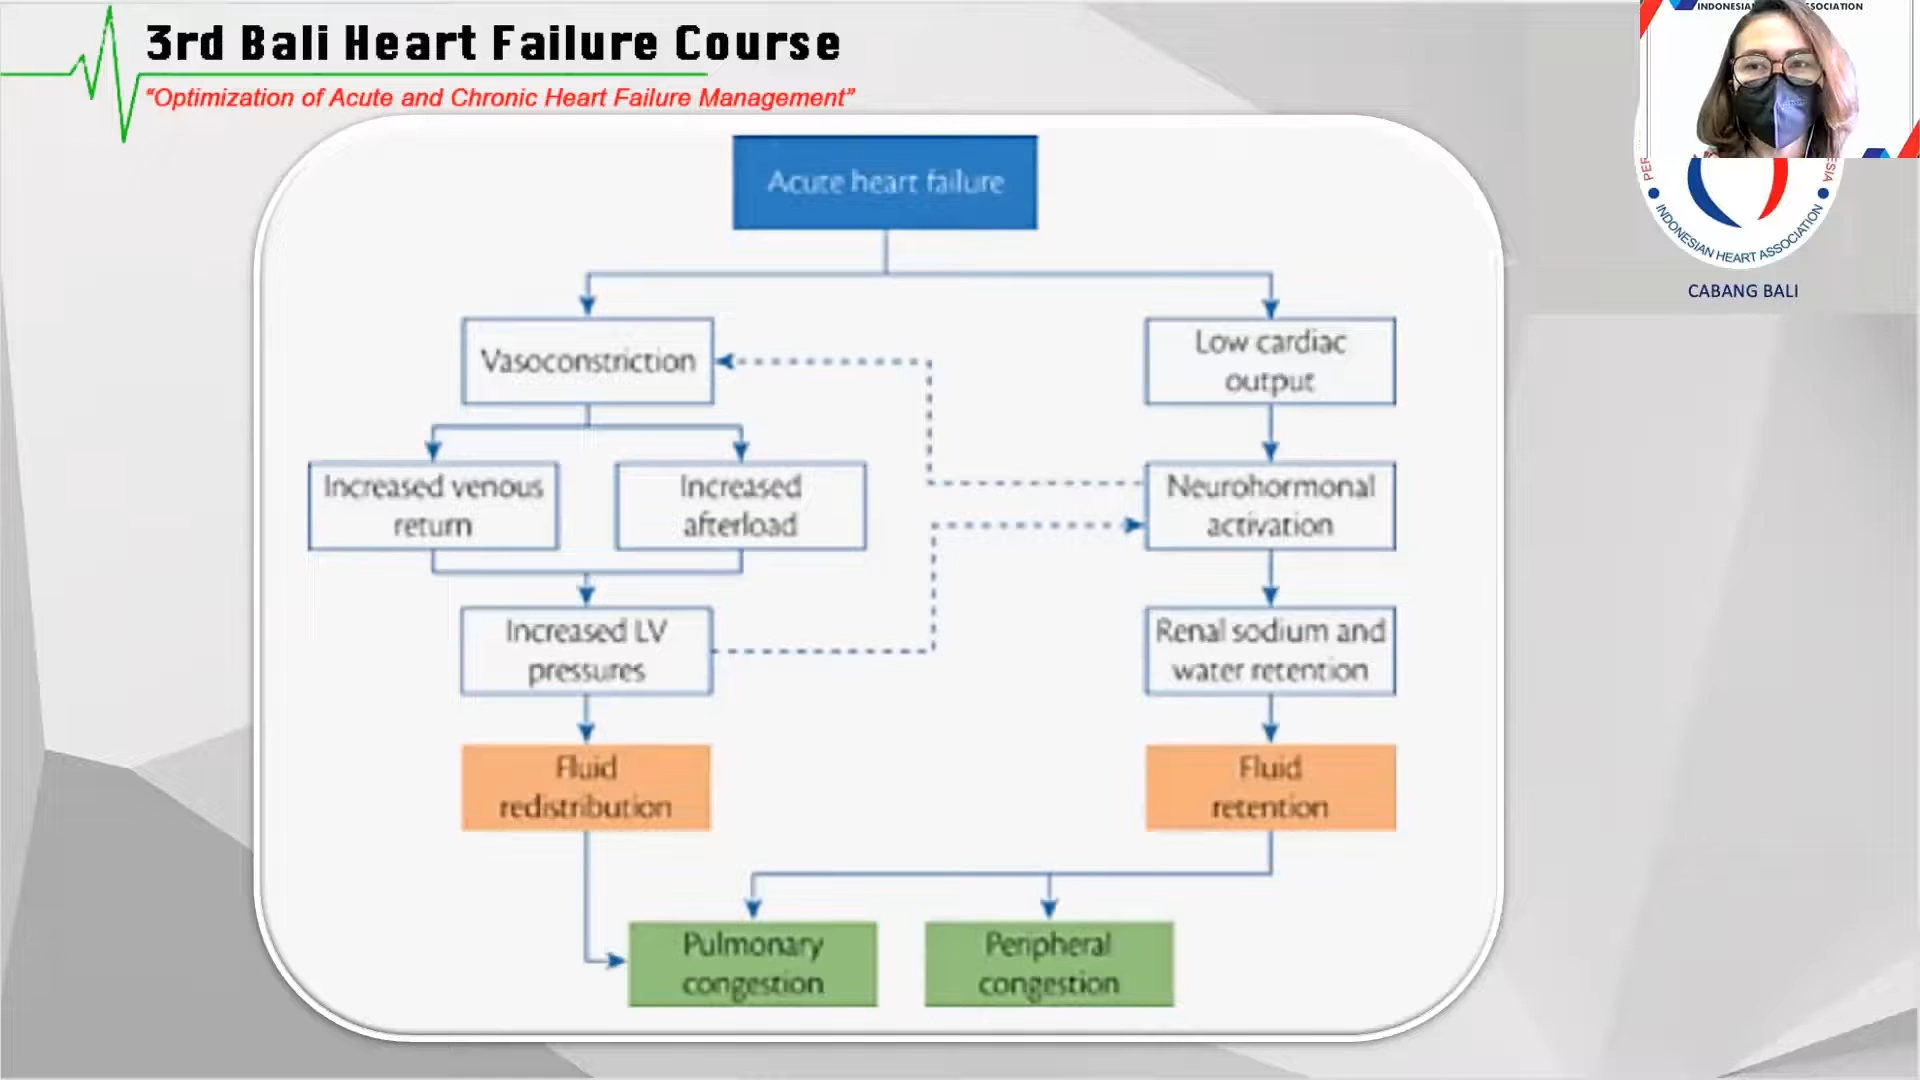 3rd Bali Heart Failure Course
“Optimization of Acute and Chronic Heart Failure Management”
INDONESIAN
SSOCIATION
INDONESIAN HEART ASSOCIATION
CABANG BALI
Acute heart failure
Vasoconstriction
Low cardiac
output
Increased venous
return
Increased
afterload
Neurohormonal
activation
Increased LV
pressures
Renal sodium and
water retention
Fluid
redistribution
Fluid
retention
Pulmonary
congestion
Peripheral
congestion